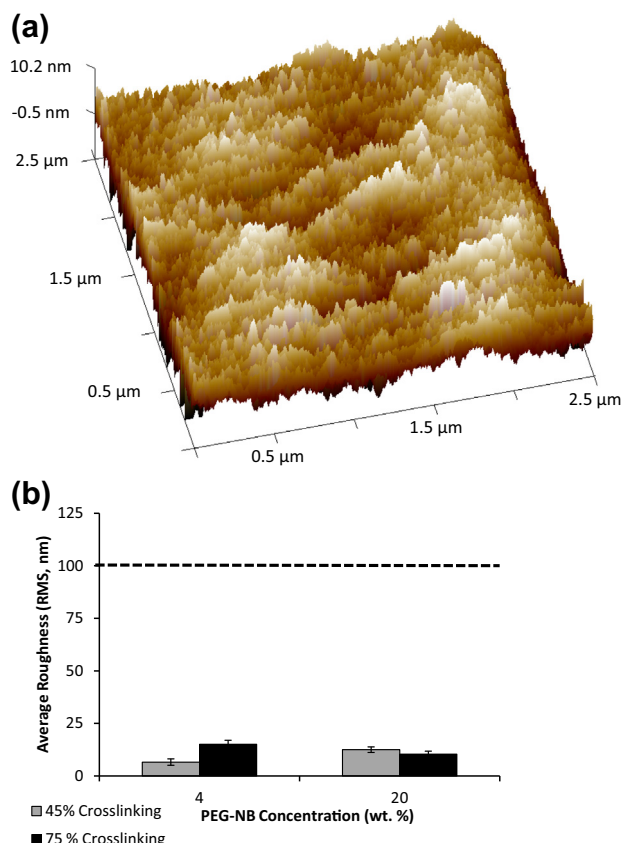 (a)
10.2 nm
-0.5 nm
2.5 µm
1.5 µm
0.5 µm
0.5 µm
1.5 µm
2.5 µm
(b)
Average Roughness (RMS, nm)
125
100
75
50
25
0
4
20
PEG-NB Concentration (wt. %)
45% Crosslinking
75 % Crosslinking